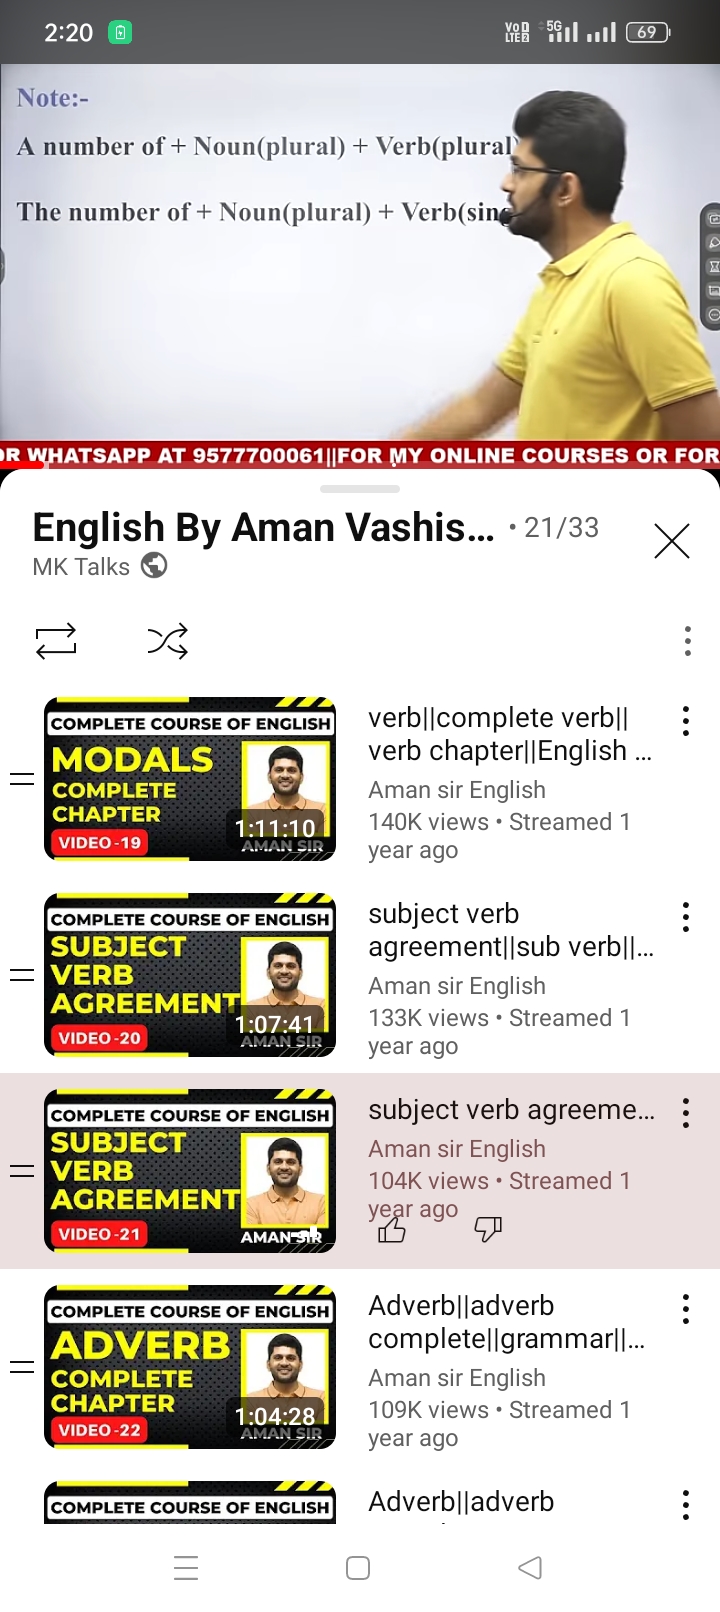 2:20
VoD LTE2 5G 69
Note:-
A number of + Noun(plural) + Verb(plural)
The number of + Noun(plural) + Verb(sing
OR WHATSAPP AT 9577700061||FOR MY ONLINE COURSES OR FOR
English By Aman Vashis... • 21/33
MK Talks
COMPLETE COURSE OF ENGLISH
MODALS
COMPLETE
CHAPTER
VIDEO -19
1:11:10
AMAN SIR
verb||complete verb||
verb chapter||English ...
Aman sir English
140K views • Streamed 1
year ago
COMPLETE COURSE OF ENGLISH
SUBJECT
VERB
AGREEMENT
VIDEO -20
1:07:41
AMAN SIR
subject verb
agreement||sub verb||...
Aman sir English
133K views • Streamed 1
year ago
COMPLETE COURSE OF ENGLISH
SUBJECT
VERB
AGREEMENT
VIDEO -21
AMAN SIR
subject verb agreeme...
Aman sir English
104K views • Streamed 1
year ago
COMPLETE COURSE OF ENGLISH
ADVERB
COMPLETE
CHAPTER
VIDEO -22
1:04:28
AMAN SIR
Adverb||adverb
complete||grammar||...
Aman sir English
109K views • Streamed 1
year ago
COMPLETE COURSE OF ENGLISH
Adverb||adverb